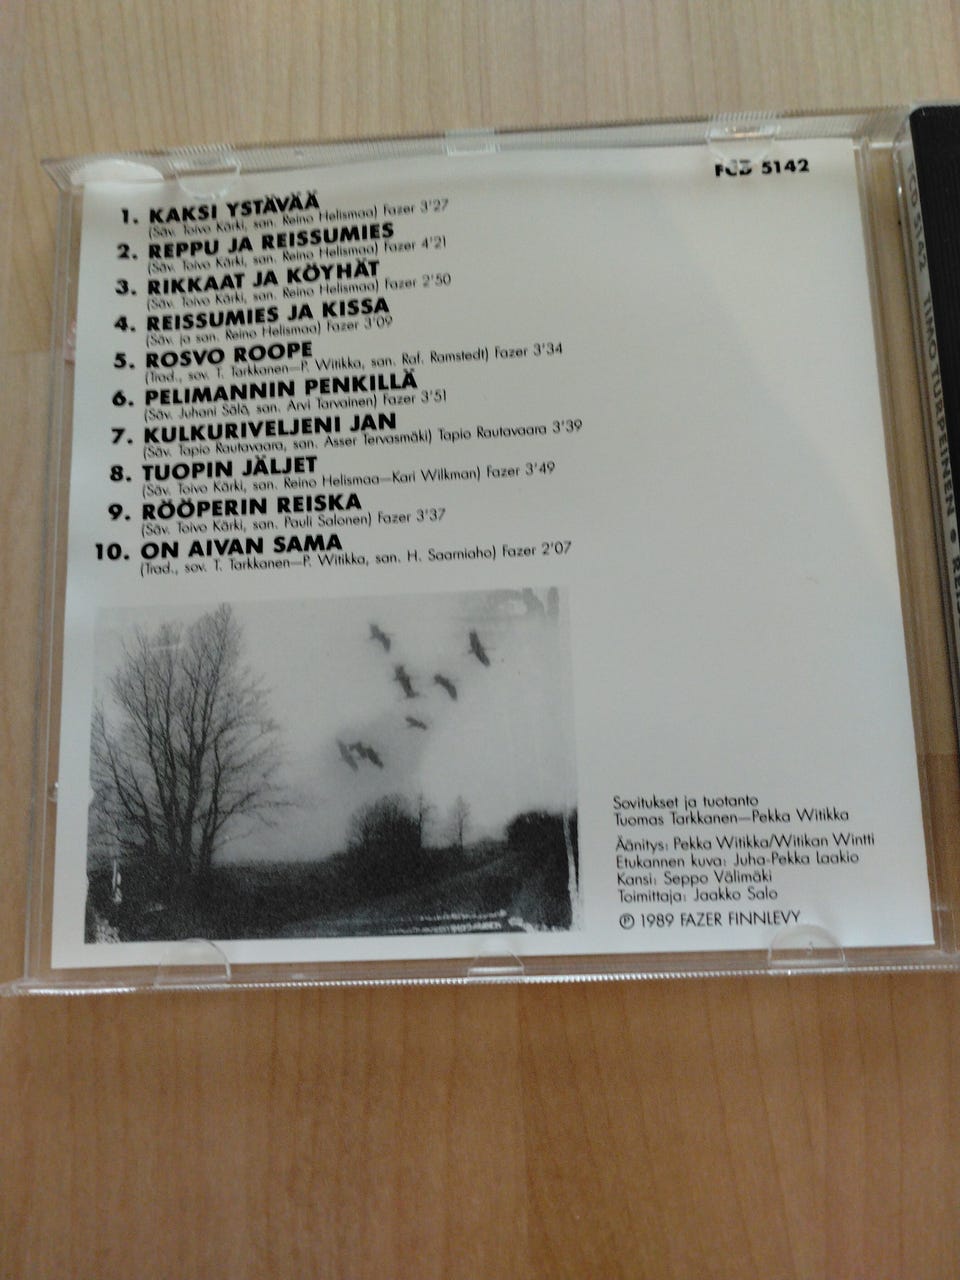 FCD 5142
1. KAKSI YSTÄVÄÄ
(Säv. Toivo Kärki, san. Reino Helismaa) Fazer 3'27
2. REPPU JA REISSUMIES
(Säv. Toivo Kärki, san. Reino Helismaa) Fazer 4'21
3. RIKKAAT JA KÖYHÄT
(Säv. Toivo Kärki, san. Reino Helismaa) Fazer 2'50
4. REISSUMIES JA KISSA
(Säv. ja san. Reino Helismaa) Fazer 3'09
5. ROSVO ROOPE
(Trad., sov. T. Tarkkanen–P. Witikka, san. Raf. Ramstedt) Fazer 3'34
6. PELIMANNIN PENKILLÄ
(Säv. Juhani Sälö, san. Arvi Tarvainen) Fazer 3'51
7. KULKURIVELJENI JAN
(Säv. Tapio Rautavaara, san. Asser Tervasmäki) Tapio Rautavaara 3'39
8. TUOPIN JÄLJET
(Säv. Toivo Kärki, san. Reino Helismaa–Kari Wilkman) Fazer 3'49
9. RÖÖPERIN REISKA
(Säv. Toivo Kärki, san. Pauli Salonen) Fazer 3'37
10. ON AIVAN SAMA
(Trad., sov. T. Tarkkanen–P. Witikka, san. H. Saarniaho) Fazer 2'07
Sovitukset ja tuotanto
Tuomas Tarkkanen–Pekka Witikka
Äänitys: Pekka Witikka/Witikan Wintti
Etukannen kuva: Juha-Pekka Laakio
Kansi: Seppo Välimäki
Toimittaja: Jaakko Salo
℗ 1989 FAZER FINNLEVY
FCD 5142 TIMO TURPEINEN ●